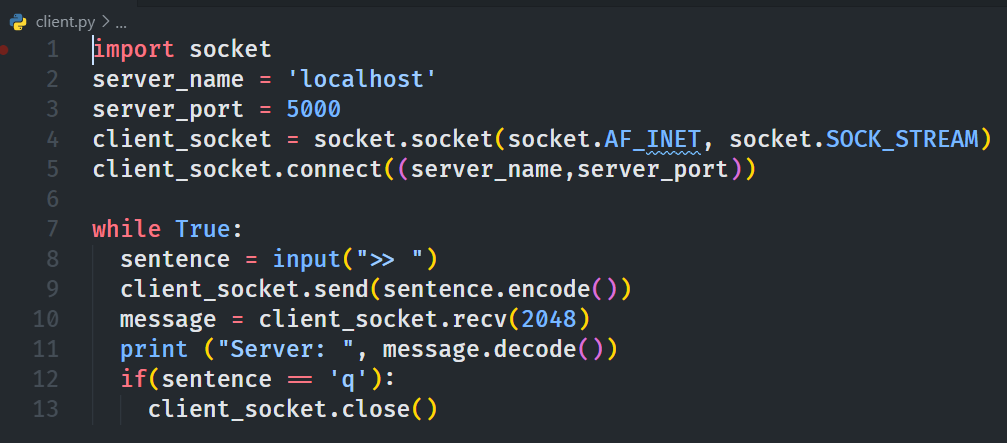 client.py > ...
1 import socket
2 server_name = 'localhost'
3 server_port = 5000
4 client_socket = socket.socket(socket.AF_INET, socket.SOCK_STREAM)
5 client_socket.connect((server_name,server_port))
6
7 while True:
8   sentence = input(">> ")
9   client_socket.send(sentence.encode())
10   message = client_socket.recv(2048)
11   print ("Server: ", message.decode())
12   if(sentence == 'q'):
13     client_socket.close()